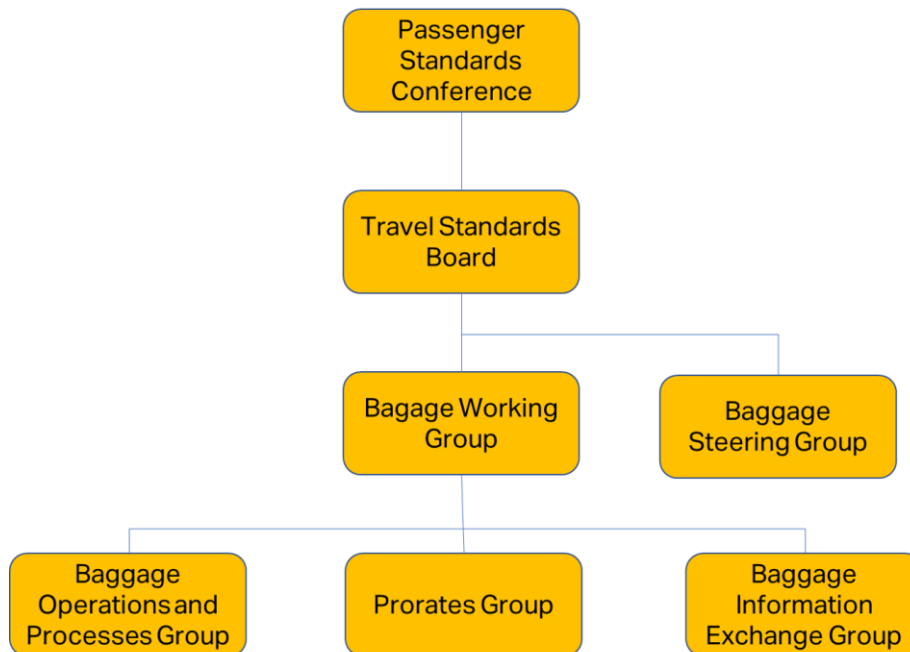 Passenger
Standards
Conference
Travel Standards
Board
Bagage Working
Group
Baggage
Steering Group
Baggage
Operations and
Processes Group
Prorates Group
Baggage
Information
Exchange Group